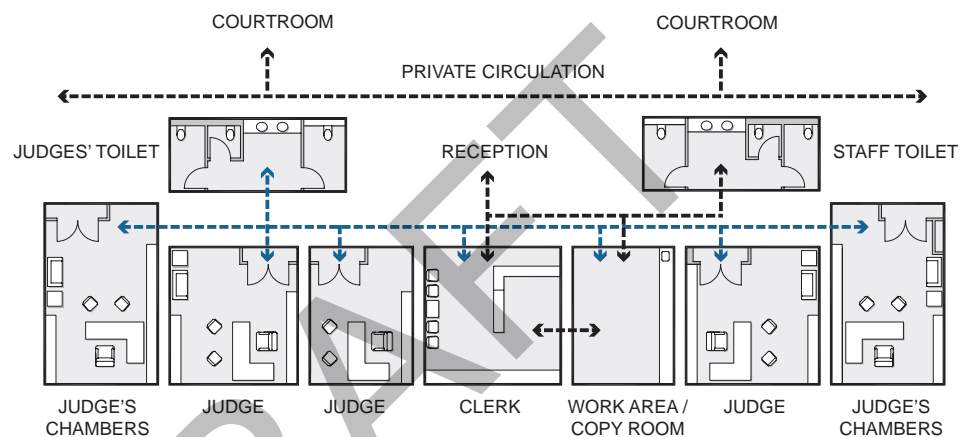 COURTROOM COURTROOM
PRIVATE CIRCULATION
JUDGES' TOILET RECEPTION STAFF TOILET
JUDGE'S CHAMBERS JUDGE JUDGE CLERK WORK AREA / COPY ROOM JUDGE JUDGE'S CHAMBERS
DRAFT